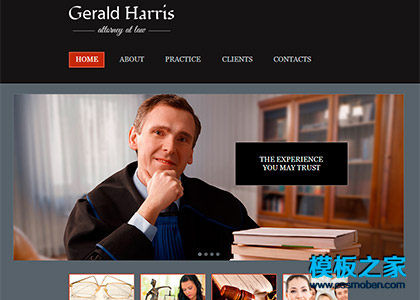 Gerald Harris
attorney at law
HOME ABOUT PRACTICE CLIENTS CONTACTS
THE EXPERIENCE
YOU MAY TRUST
模板之家
www.cssmoban.com